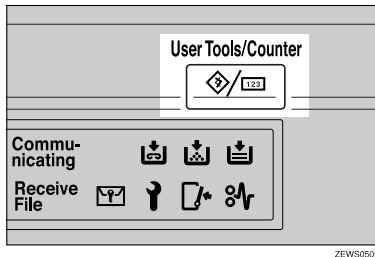 User Tools/Counter
123
Commu-
nicating
Receive
File
ZEWS050